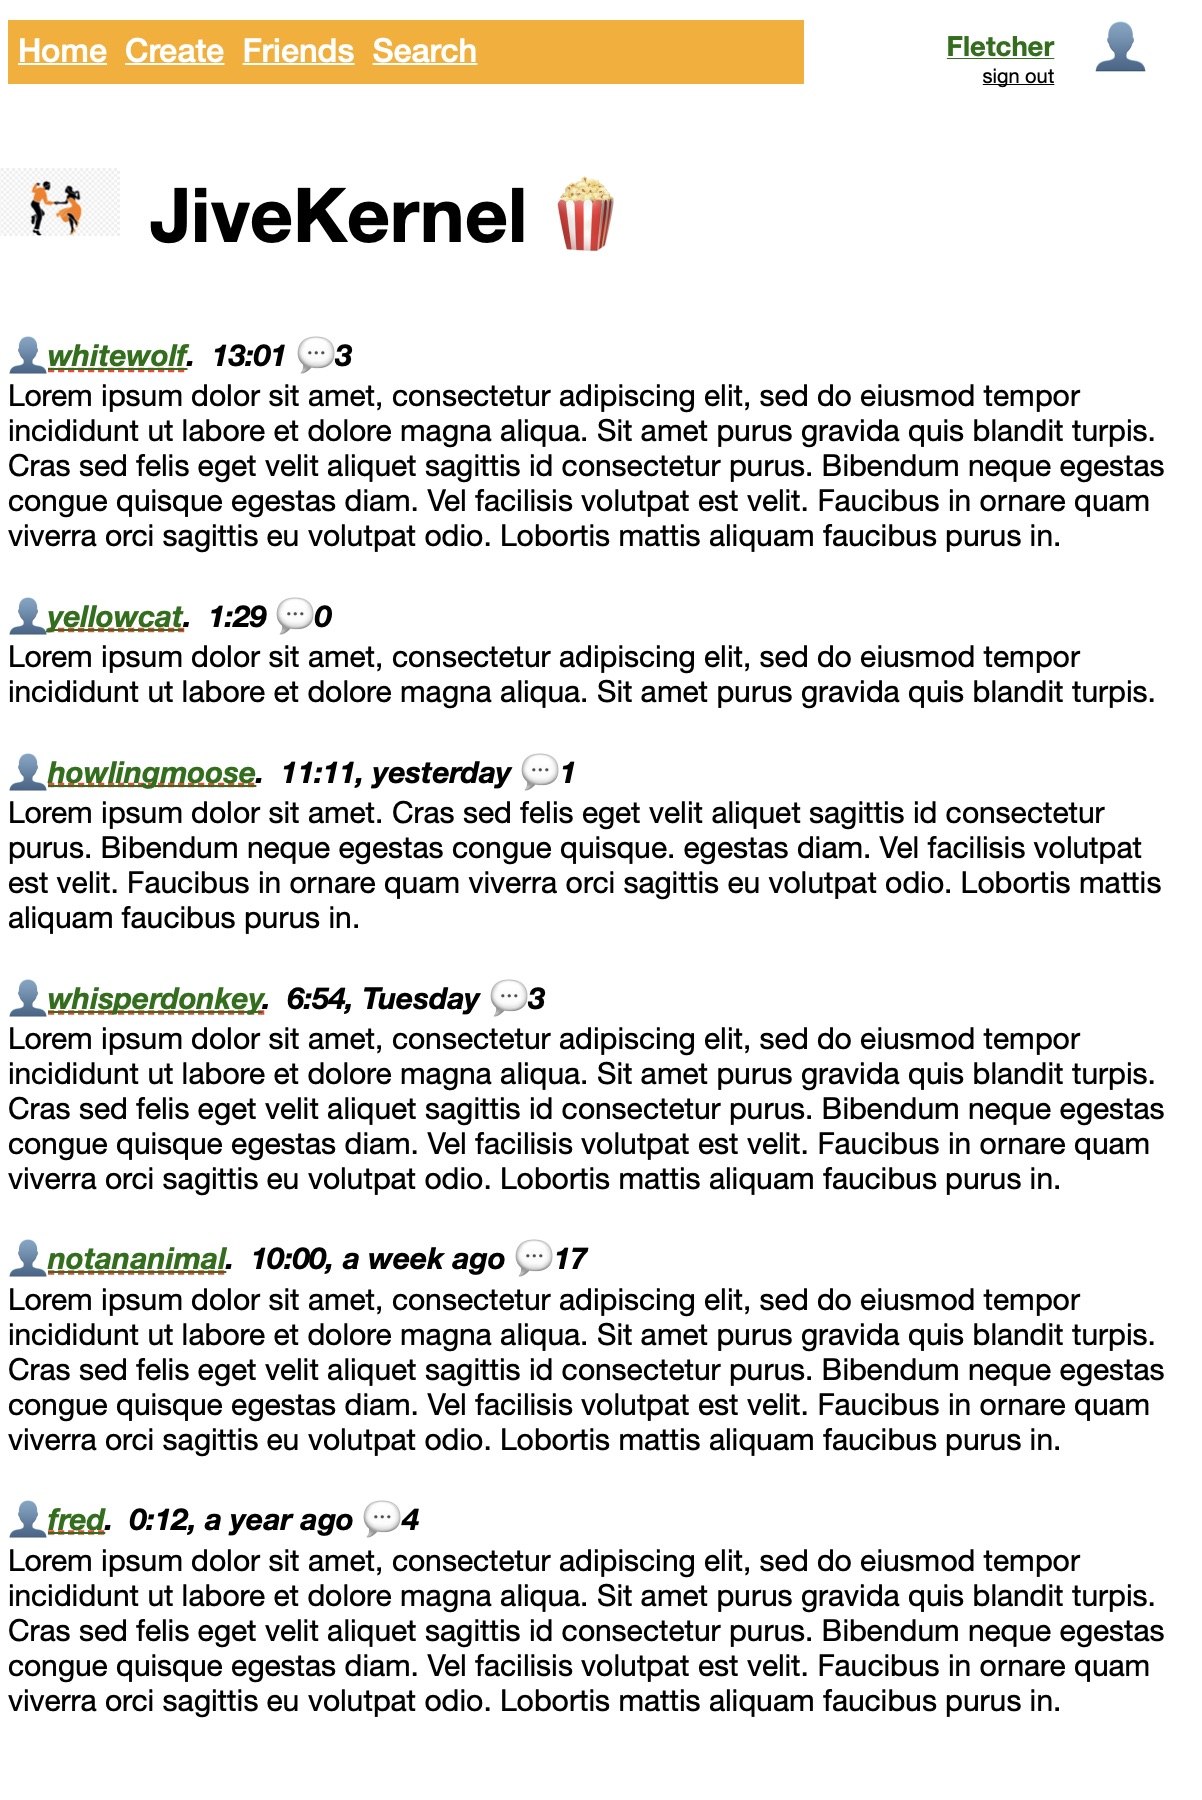 Home Create Friends Search
Fletcher
sign out
JiveKernel
whitewolf. 13:01 3
Lorem ipsum dolor sit amet, consectetur adipiscing elit, sed do eiusmod tempor
incididunt ut labore et dolore magna aliqua. Sit amet purus gravida quis blandit turpis.
Cras sed felis eget velit aliquet sagittis id consectetur purus. Bibendum neque egestas
congue quisque egestas diam. Vel facilisis volutpat est velit. Faucibus in ornare quam
viverra orci sagittis eu volutpat odio. Lobortis mattis aliquam faucibus purus in.
yellowcat. 1:29 0
Lorem ipsum dolor sit amet, consectetur adipiscing elit, sed do eiusmod tempor
incididunt ut labore et dolore magna aliqua. Sit amet purus gravida quis blandit turpis.
howlingmoose. 11:11, yesterday 1
Lorem ipsum dolor sit amet. Cras sed felis eget velit aliquet sagittis id consectetur
purus. Bibendum neque egestas congue quisque. egestas diam. Vel facilisis volutpat
est velit. Faucibus in ornare quam viverra orci sagittis eu volutpat odio. Lobortis mattis
aliquam faucibus purus in.
whisperdonkey. 6:54, Tuesday 3
Lorem ipsum dolor sit amet, consectetur adipiscing elit, sed do eiusmod tempor
incididunt ut labore et dolore magna aliqua. Sit amet purus gravida quis blandit turpis.
Cras sed felis eget velit aliquet sagittis id consectetur purus. Bibendum neque egestas
congue quisque egestas diam. Vel facilisis volutpat est velit. Faucibus in ornare quam
viverra orci sagittis eu volutpat odio. Lobortis mattis aliquam faucibus purus in.
notananimal. 10:00, a week ago 17
Lorem ipsum dolor sit amet, consectetur adipiscing elit, sed do eiusmod tempor
incididunt ut labore et dolore magna aliqua. Sit amet purus gravida quis blandit turpis.
Cras sed felis eget velit aliquet sagittis id consectetur purus. Bibendum neque egestas
congue quisque egestas diam. Vel facilisis volutpat est velit. Faucibus in ornare quam
viverra orci sagittis eu volutpat odio. Lobortis mattis aliquam faucibus purus in.
fred. 0:12, a year ago 4
Lorem ipsum dolor sit amet, consectetur adipiscing elit, sed do eiusmod tempor
incididunt ut labore et dolore magna aliqua. Sit amet purus gravida quis blandit turpis.
Cras sed felis eget velit aliquet sagittis id consectetur purus. Bibendum neque egestas
congue quisque egestas diam. Vel facilisis volutpat est velit. Faucibus in ornare quam
viverra orci sagittis eu volutpat odio. Lobortis mattis aliquam faucibus purus in.